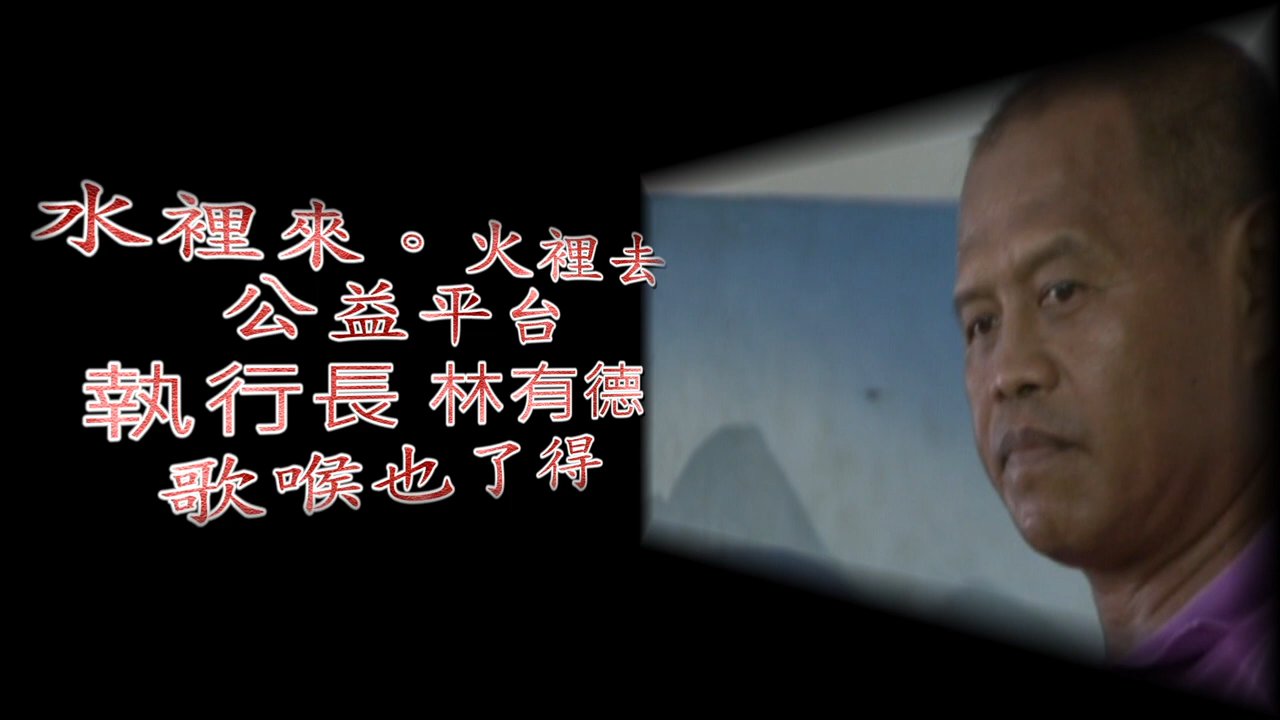 水裡來。火裡去
公益平台
執行長 林有德
歌喉也了得